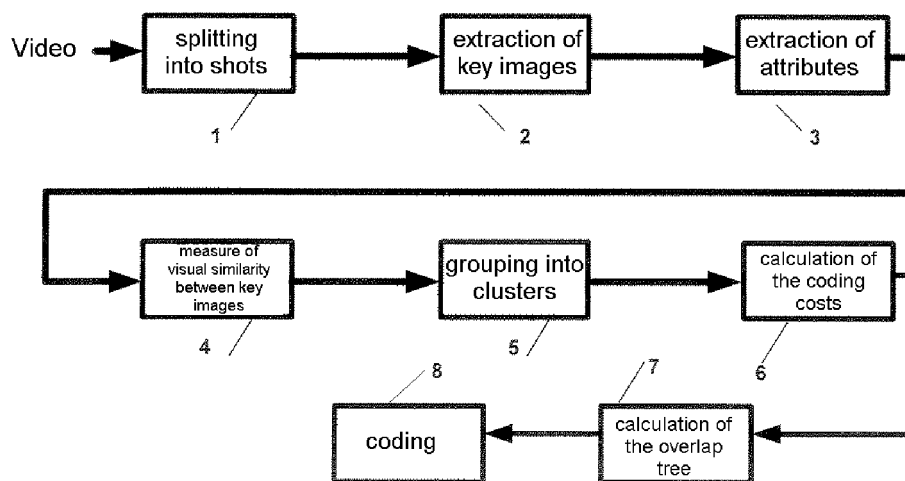 Video
splitting
into shots
extraction of
key images
extraction of
attributes
1
2
3
measure of
visual similarity
between key
images
grouping into
clusters
calculation of
the coding
costs
4
5
6
8
7
coding
calculation of
the overlap
tree